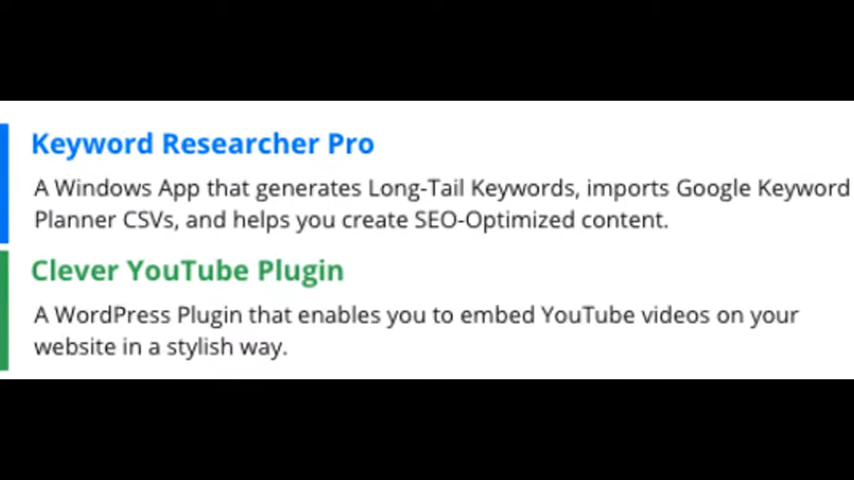 Keyword Researcher Pro
A Windows App that generates Long-Tail Keywords, imports Google Keyword
Planner CSVs, and helps you create SEO-Optimized content.
Clever YouTube Plugin
A WordPress Plugin that enables you to embed YouTube videos on your
website in a stylish way.